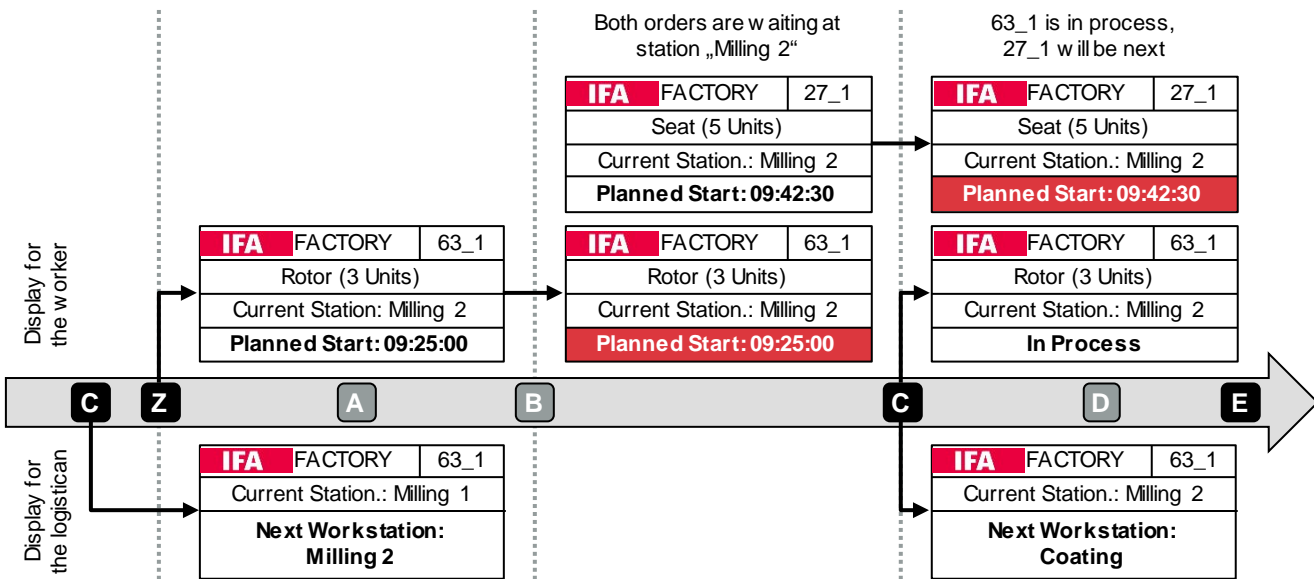 Both orders are waiting at
station „Milling 2“
63_1 is in process,
27_1 will be next
IFA FACTORY 27_1
Seat (5 Units)
Current Station.: Milling 2
Planned Start: 09:42:30
IFA FACTORY 27_1
Seat (5 Units)
Current Station.: Milling 2
Planned Start: 09:42:30
Display for
the worker
IFA FACTORY 63_1
Rotor (3 Units)
Current Station: Milling 2
Planned Start: 09:25:00
IFA FACTORY 63_1
Rotor (3 Units)
Current Station.: Milling 2
Planned Start: 09:25:00
IFA FACTORY 63_1
Rotor (3 Units)
Current Station.: Milling 2
In Process
C Z A B C D E
Display for
the logistican
IFA FACTORY 63_1
Current Station.: Milling 1
Next Workstation:
Milling 2
IFA FACTORY 63_1
Current Station.: Milling 2
Next Workstation:
Coating